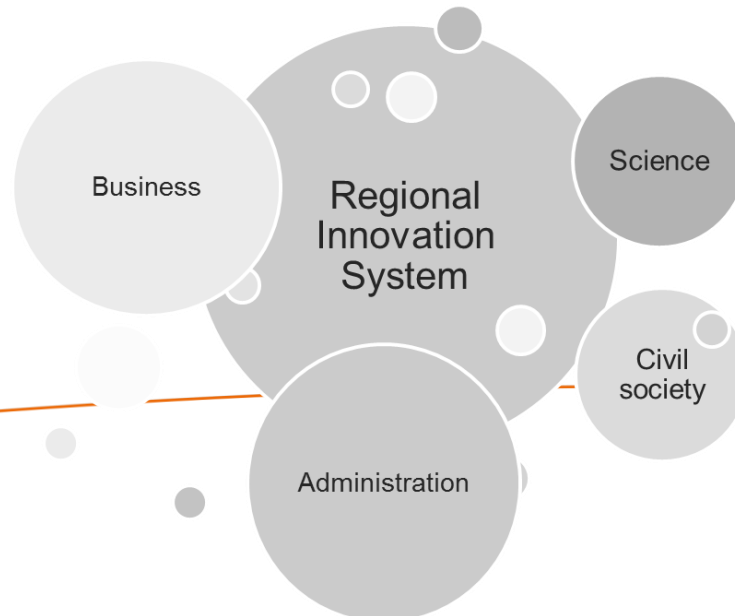 Business
Regional
Innovation
System
Science
Civil
society
Administration